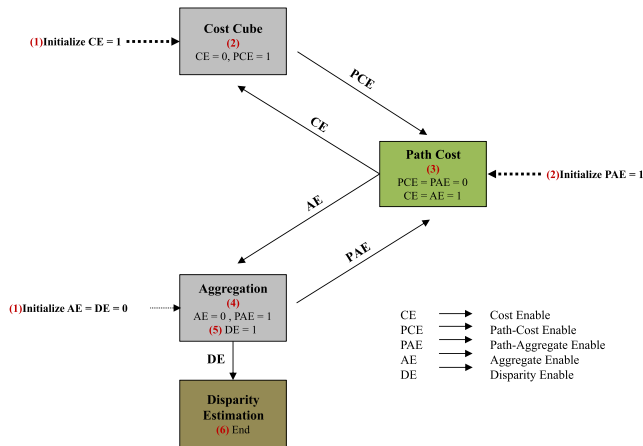 Cost Cube
(1)Initialize CE = 1
(2)
CE = 0, PCE = 1
PCE
CE
Path Cost
(3)
PCE = PAE = 0
CE = AE = 1
(2)Initialize PAE = 1
AE
PAE
Aggregation
(4)
(1)Initialize AE = DE = 0
AE = 0 , PAE = 1
(5) DE = 1
DE
Disparity
Estimation
(6) End
CE Cost Enable
PCE Path-Cost Enable
PAE Path-Aggregate Enable
AE Aggregate Enable
DE Disparity Enable